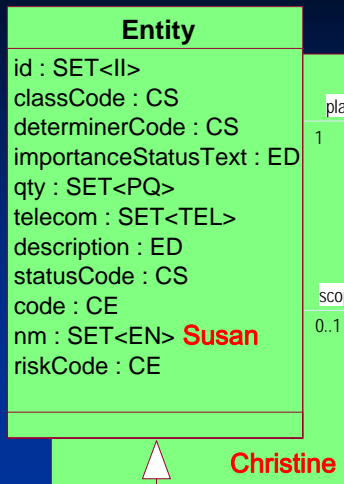 Entity
id : SET<II>
classCode : CS
determinerCode : CS
importanceStatusText : ED
qty : SET<PQ>
telecom : SET<TEL>
description : ED
statusCode : CS
code : CE
nm : SET<EN> Susan
riskCode : CE
1
0..1
Christine